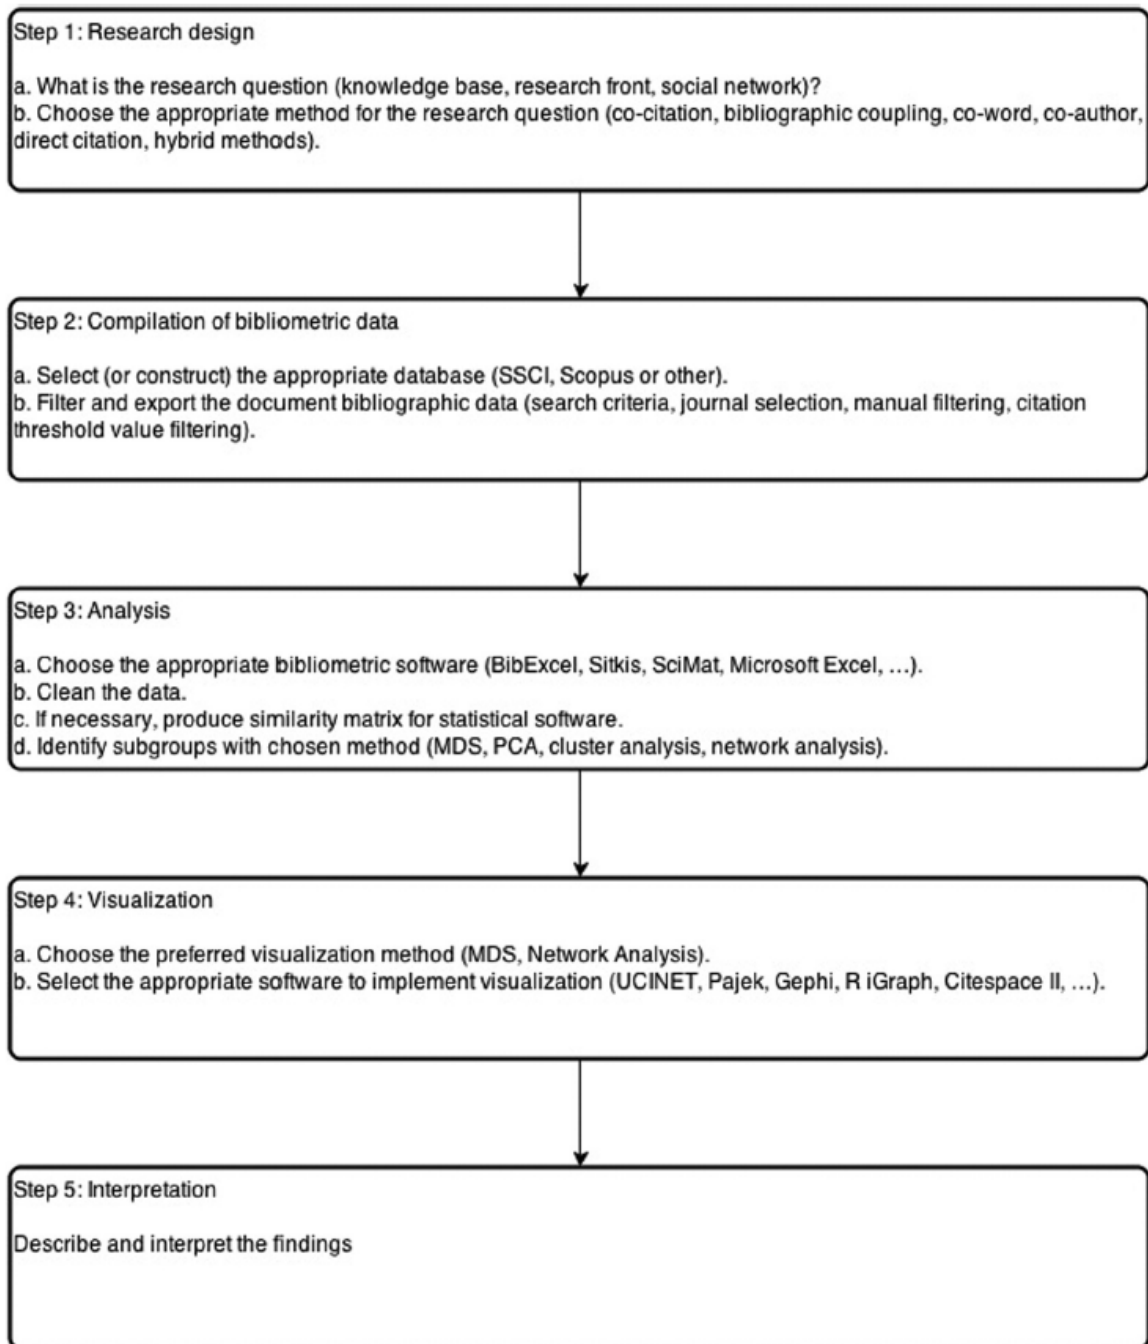 Step 1: Research design
a. What is the research question (knowledge base, research front, social network)?
b. Choose the appropriate method for the research question (co-citation, bibliographic coupling, co-word, co-author,
direct citation, hybrid methods).
Step 2: Compilation of bibliometric data
a. Select (or construct) the appropriate database (SSCI, Scopus or other).
b. Filter and export the document bibliographic data (search criteria, journal selection, manual filtering, citation
threshold value filtering).
Step 3: Analysis
a. Choose the appropriate bibliometric software (BibExcel, Sitkis, SciMat, Microsoft Excel, ...).
b. Clean the data.
c. If necessary, produce similarity matrix for statistical software.
d. Identify subgroups with chosen method (MDS, PCA, cluster analysis, network analysis).
Step 4: Visualization
a. Choose the preferred visualization method (MDS, Network Analysis).
b. Select the appropriate software to implement visualization (UCINET, Pajek, Gephi, R iGraph, Citespace II, ...).
Step 5: Interpretation
Describe and interpret the findings